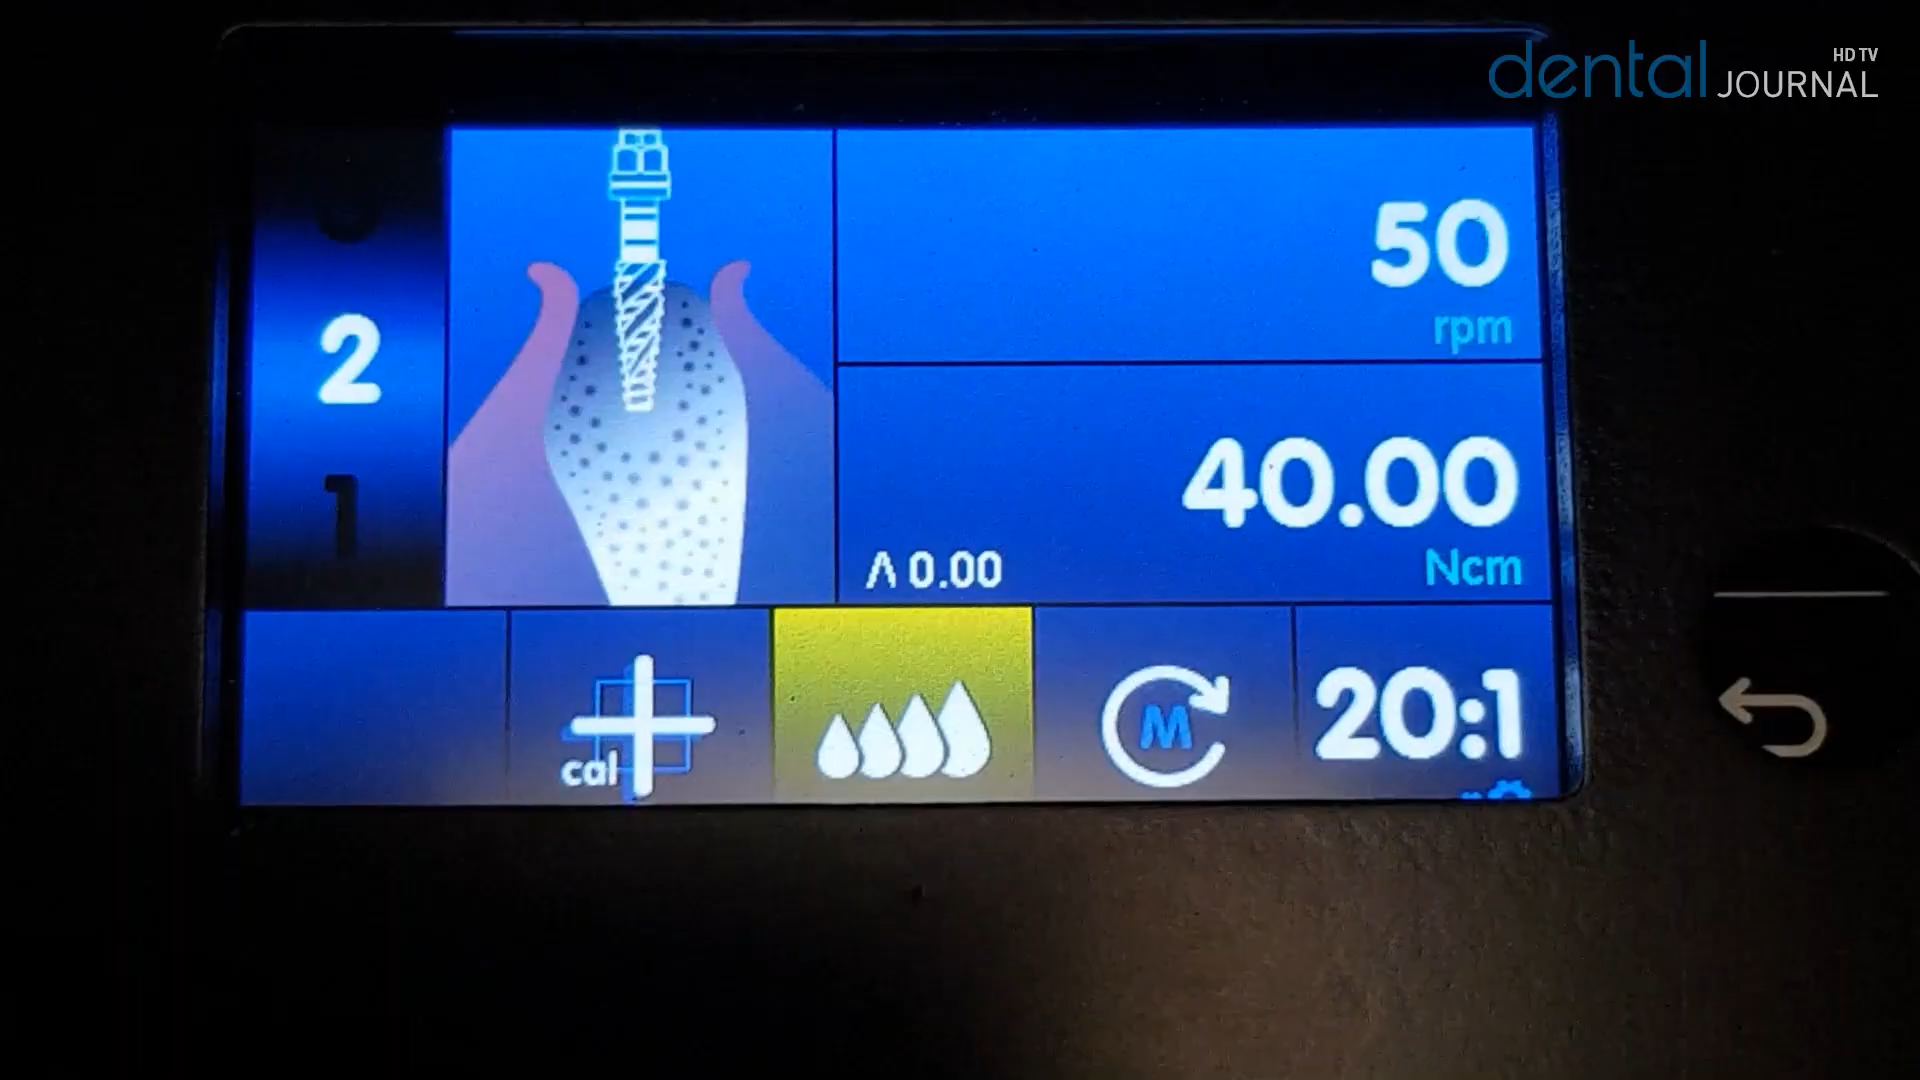 dental JOURNAL HD TV
2
1
50
rpm
40.00
Λ 0.00
Ncm
cal
M
20:1